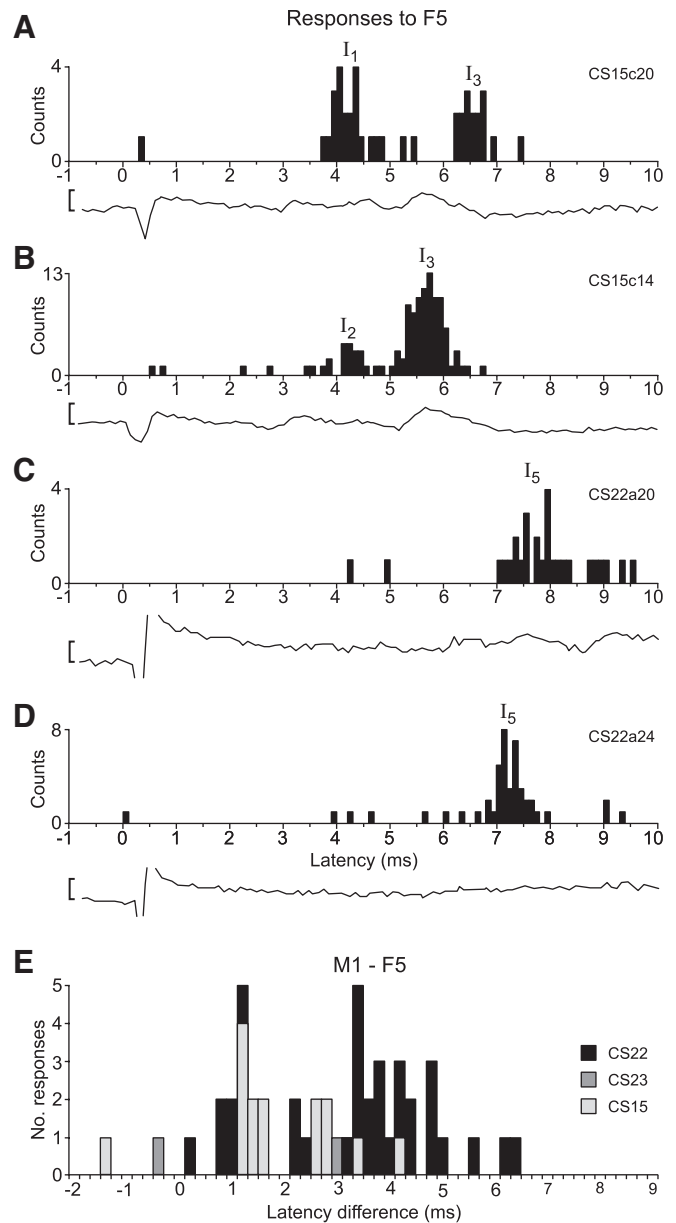 A
Responses to F5
I1
I3
CS15c20
4
Counts
0
-1 0 1 2 3 4 5 6 7 8 9 10
B
I3
13
CS15c14
I2
Counts
0
-1 0 1 2 3 4 5 6 7 8 9 10
C
I5
4
CS22a20
Counts
0
-1 0 1 2 3 4 5 6 7 8 9 10
D
I5
8
CS22a24
Counts
0
-1 0 1 2 3 4 5 6 7 8 9 10
Latency (ms)
E
M1 - F5
5
4
3
2
1
0
No. responses
CS22
CS23
CS15
-2 -1 0 1 2 3 4 5 6 7 8 9
Latency difference (ms)